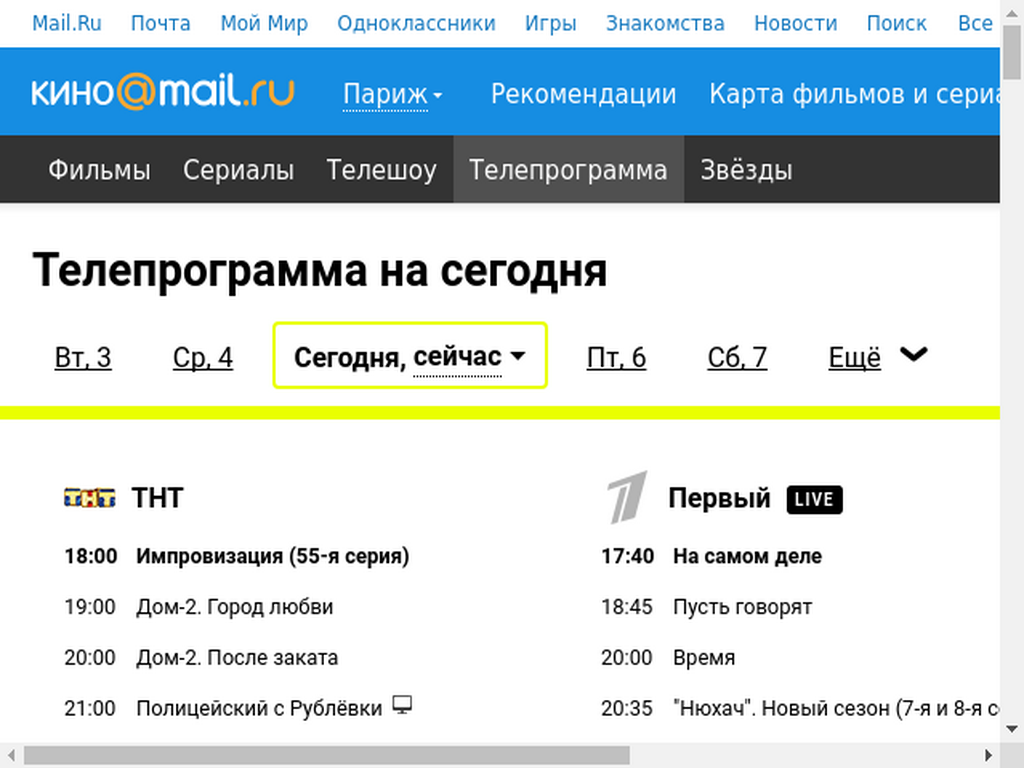 Mail.Ru Почта Мой Мир Одноклассники Игры Знакомства Новости Поиск Все
кино@mail.ru Париж Рекомендации Карта фильмов и сериа
Фильмы Сериалы Телешоу Телепрограмма Звёзды
Телепрограмма на сегодня
Вт, 3 Ср, 4 Сегодня, сейчас Пт, 6 Сб, 7 Ещё
ТНТ ТНТ
18:00 Импровизация (55-я серия)
19:00 Дом-2. Город любви
20:00 Дом-2. После заката
21:00 Полицейский с Рублёвки
Первый LIVE
17:40 На самом деле
18:45 Пусть говорят
20:00 Время
20:35 "Нюхач". Новый сезон (7-я и 8-я с